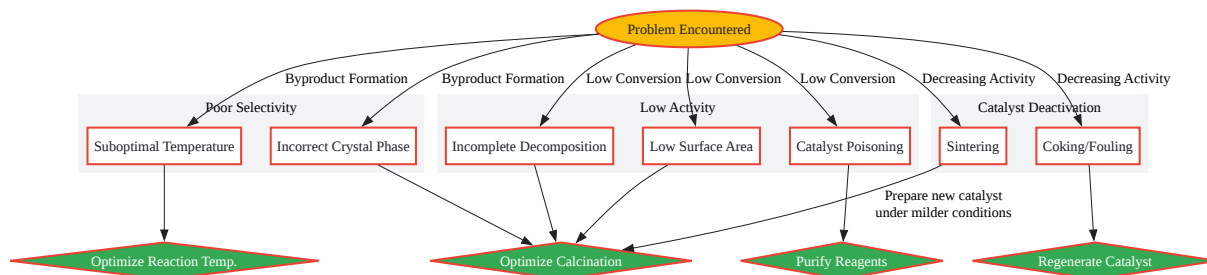 Problem Encountered
Byproduct Formation
Byproduct Formation
Low Conversion
Low Conversion
Low Conversion
Decreasing Activity
Decreasing Activity
Poor Selectivity
Low Activity
Catalyst Deactivation
Suboptimal Temperature
Incorrect Crystal Phase
Incomplete Decomposition
Low Surface Area
Catalyst Poisoning
Sintering
Coking/Fouling
Prepare new catalyst
under milder conditions
Optimize Reaction Temp.
Optimize Calcination
Purify Reagents
Regenerate Catalyst